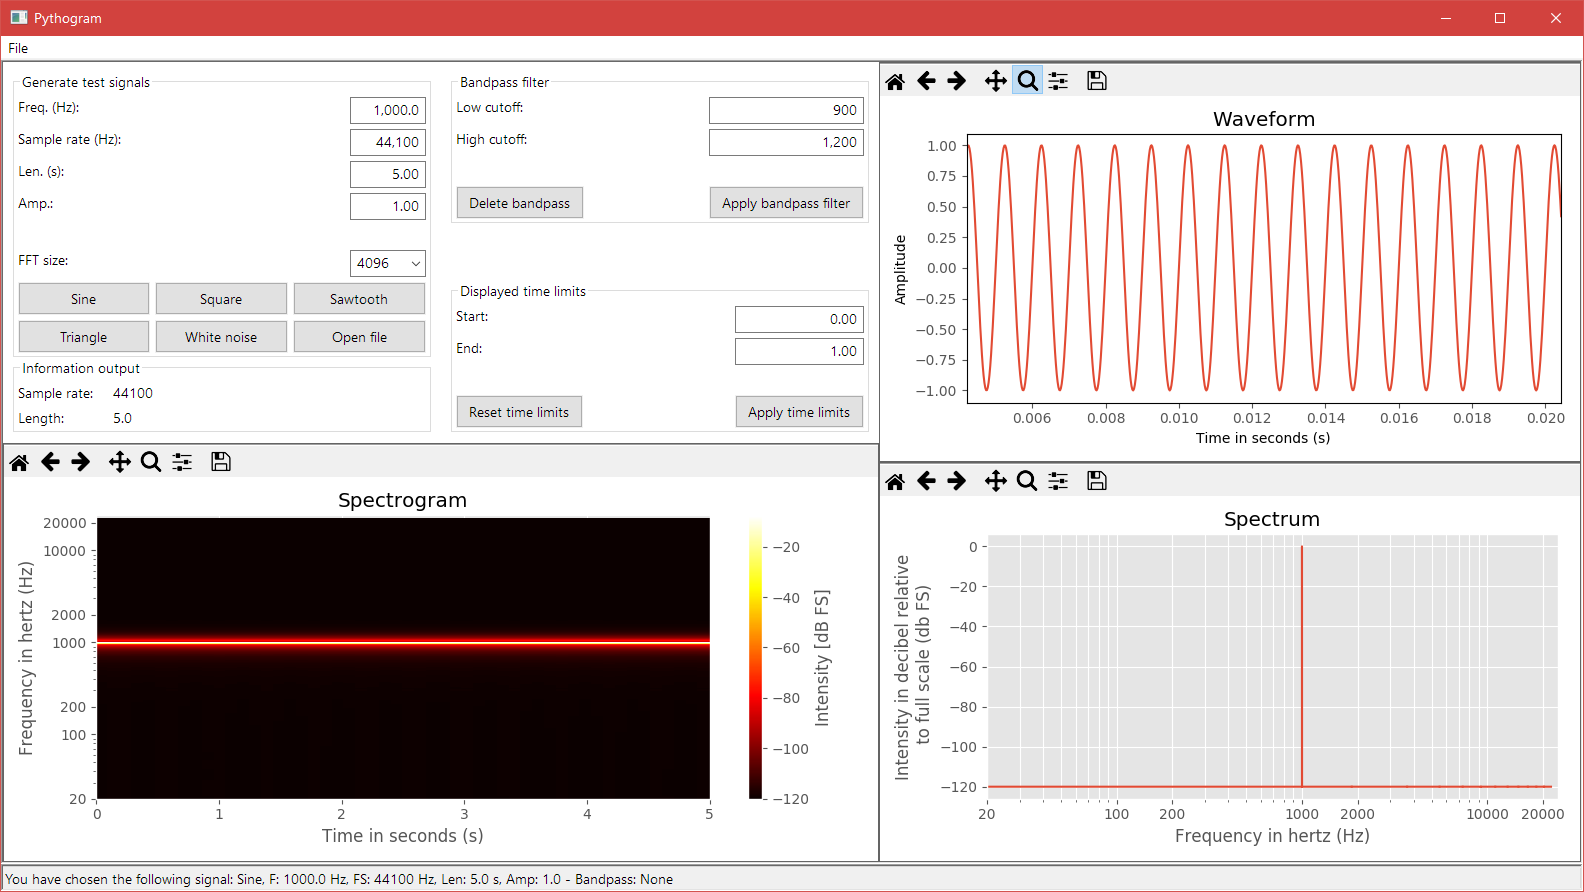 Pythogram
File
Generate test signals
Freq. (Hz):
1,000.0
Sample rate (Hz):
44,100
Len. (s):
5.00
Amp.:
1.00
FFT size:
4096
Sine
Square
Sawtooth
Triangle
White noise
Open file
Information output
Sample rate: 44100
Length: 5.0
Bandpass filter
Low cutoff:
900
High cutoff:
1,200
Delete bandpass
Apply bandpass filter
Displayed time limits
Start:
0.00
End:
1.00
Reset time limits
Apply time limits
Waveform
Amplitude
1.00
0.75
0.50
0.25
0.00
−0.25
−0.50
−0.75
−1.00
0.006 0.008 0.010 0.012 0.014 0.016 0.018 0.020
Time in seconds (s)
Spectrogram
Frequency in hertz (Hz)
20000
10000
2000
1000
200
100
20
0 1 2 3 4 5
Time in seconds (s)
−20
−40
−60
−80
−100
−120
Intensity [dB FS]
Spectrum
Intensity in decibel relative
to full scale (db FS)
0
−20
−40
−60
−80
−100
−120
20 100 200 1000 2000 10000 20000
Frequency in hertz (Hz)
You have chosen the following signal: Sine, F: 1000.0 Hz, FS: 44100 Hz, Len: 5.0 s, Amp: 1.0 - Bandpass: None